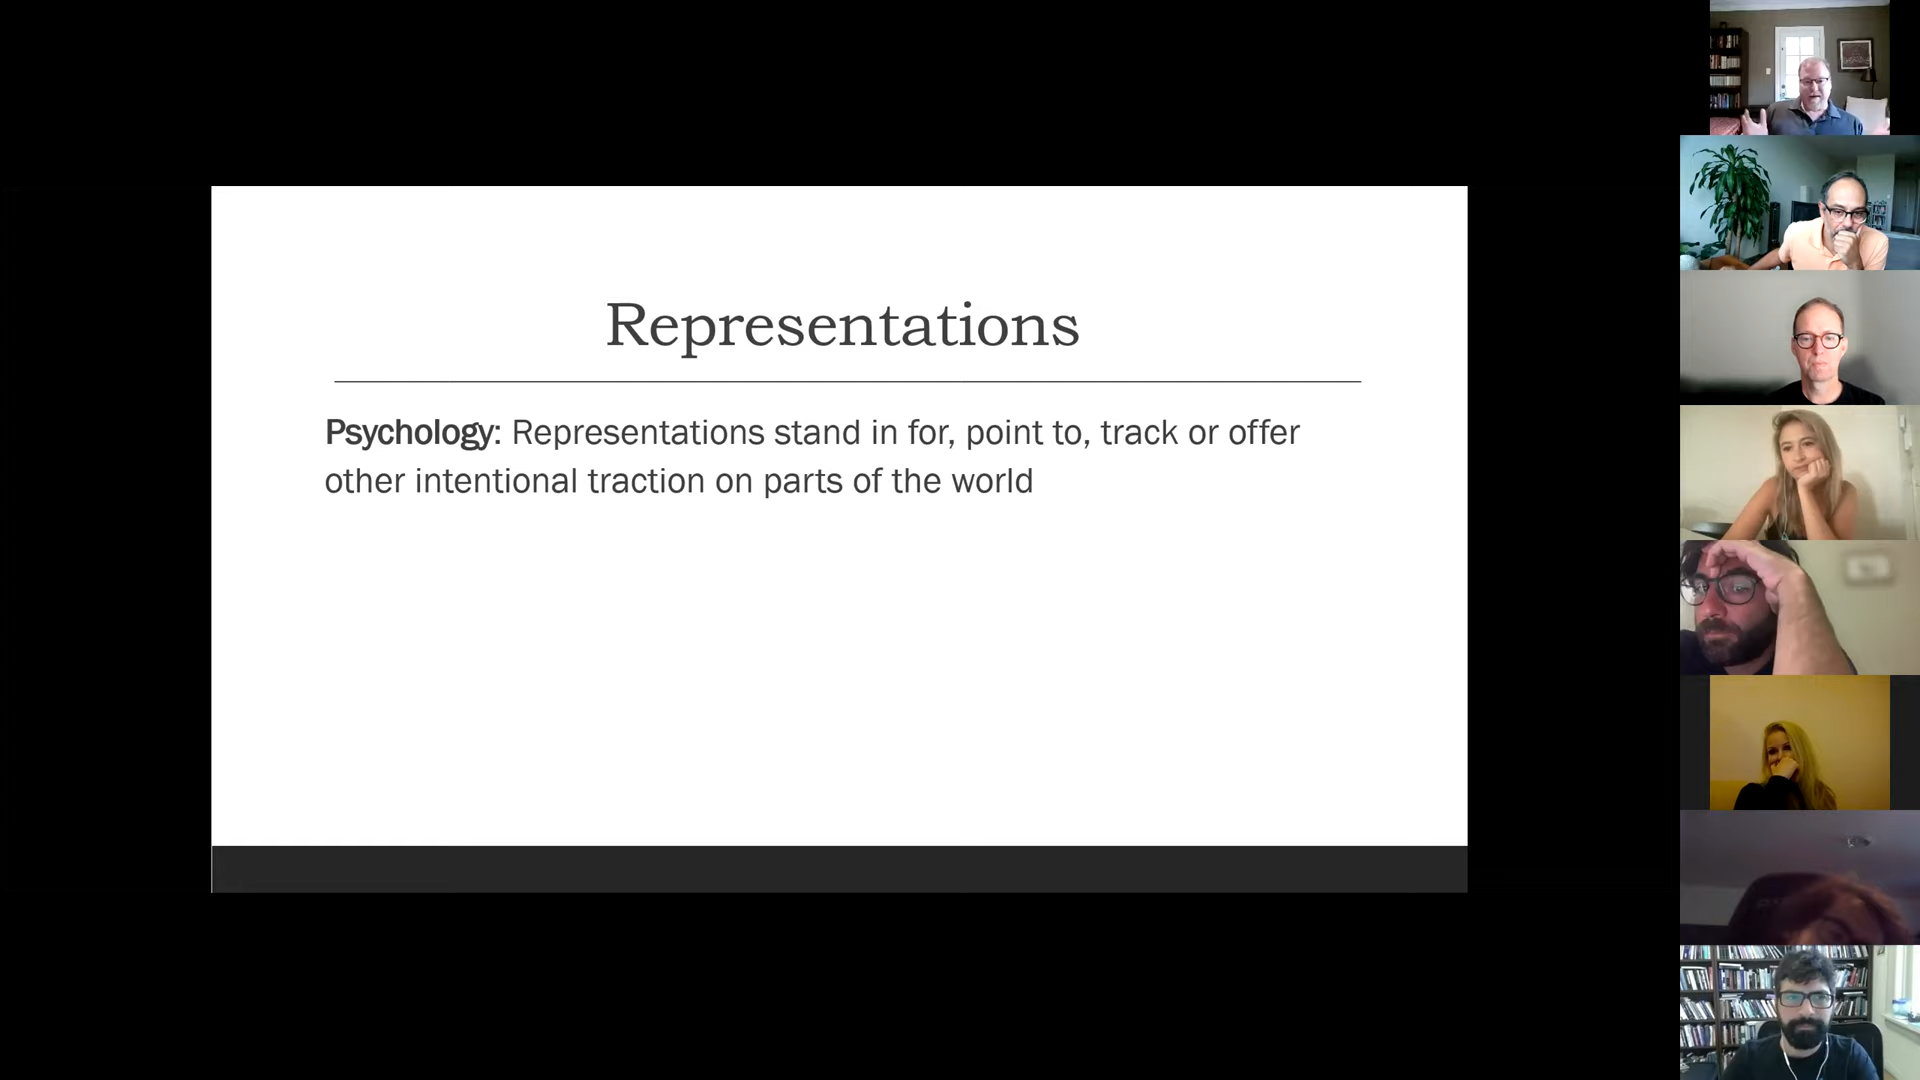 Representations
Psychology: Representations stand in for, point to, track or offer
other intentional traction on parts of the world